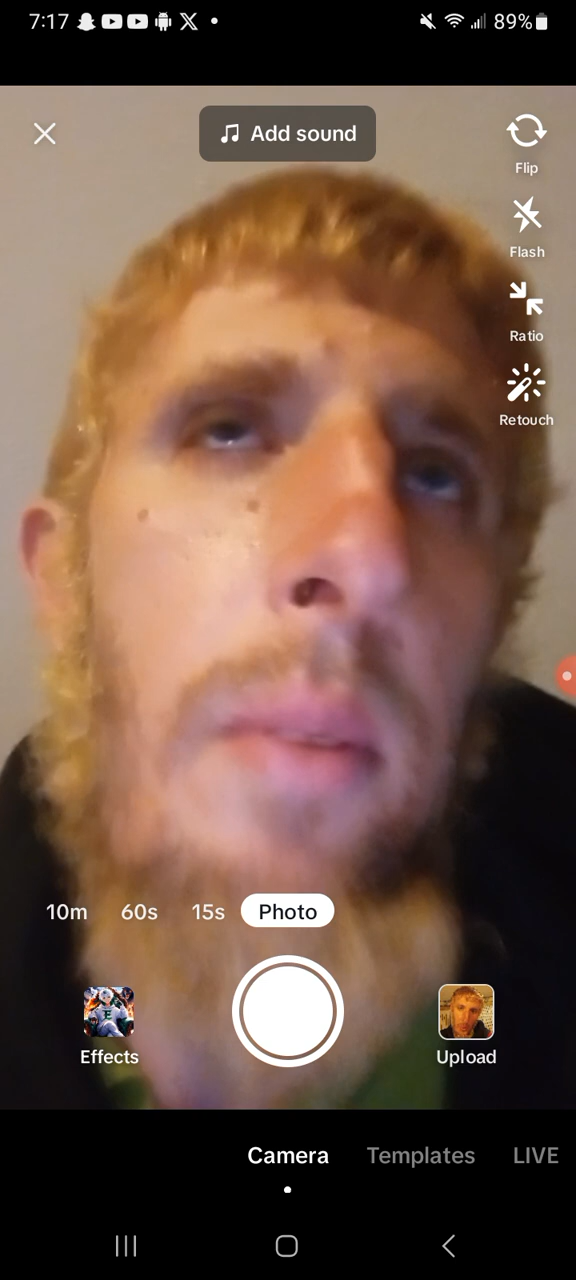 7:17
89%
Add sound
Flip
Flash
Ratio
Retouch
10m 60s 15s Photo
Effects
Upload
Camera Templates LIVE